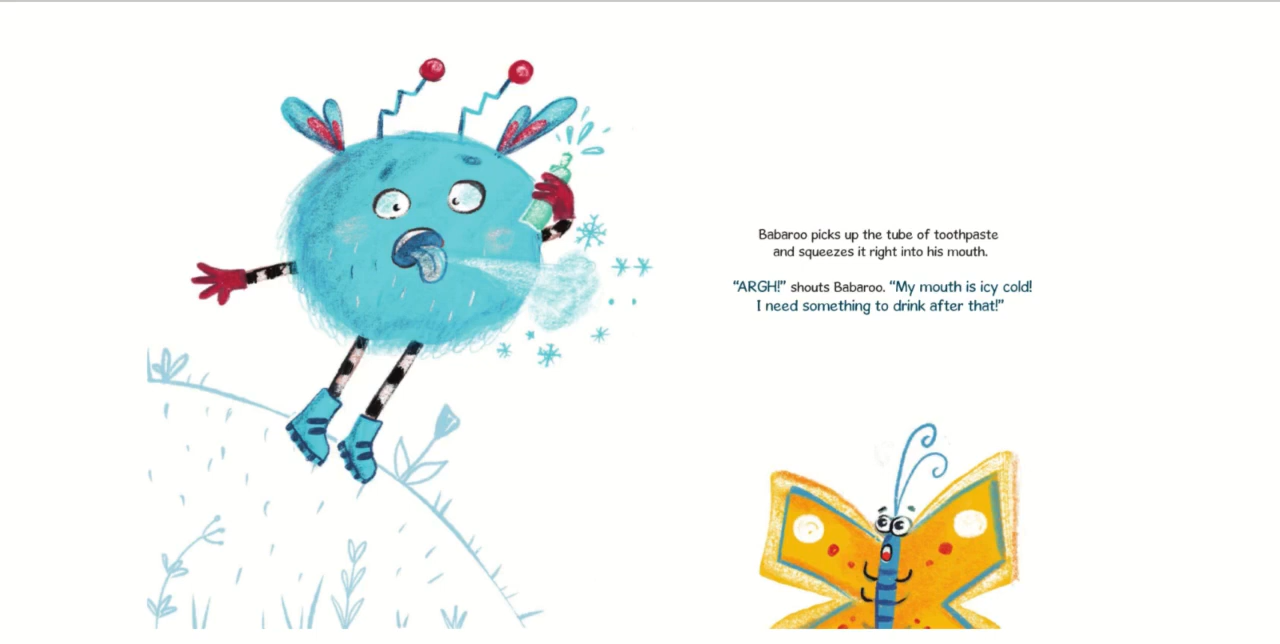 Babaroo picks up the tube of toothpaste
and squeezes it right into his mouth.
“ARGH!” shouts Babaroo. “My mouth is icy cold!
I need something to drink after that!”